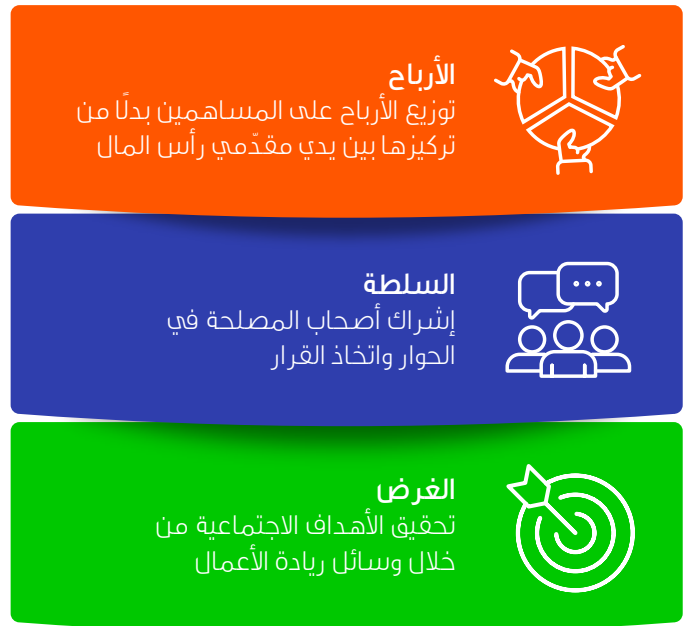 الأرباح
توزيع الأرباح على المساهمين بدلًا من
تركيزها بين يدي مقدّمي رأس المال
السلطة
إشراك أصحاب المصلحة في
الحوار واتخاذ القرار
الغرض
تحقيق الأهداف الاجتماعية من
خلال وسائل ريادة الأعمال